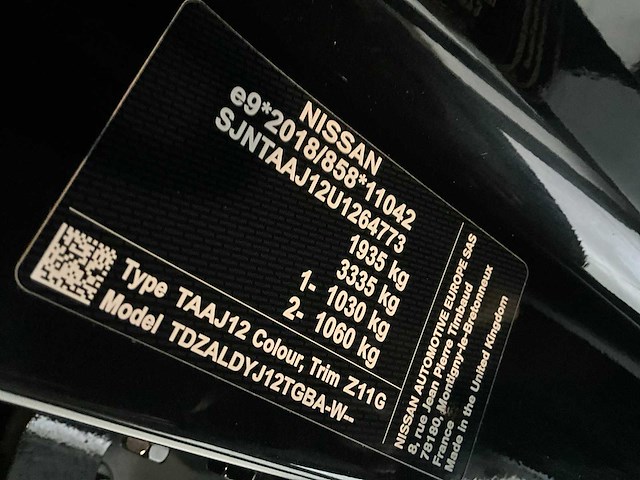 NISSAN
e9*2018/858*11042
SJNTAAJ12U1264773
1935 kg
3335 kg
1- 1030 kg
2- 1060 kg
Type TAAJ12 Colour, Trim Z11G
Model TDZALDYJ12TGBA-W--
NISSAN AUTOMOTIVE EUROPE SAS
8, rue Jean Pierre Timbaud
78180, Montigny-le-Bretonneux
France
Made in the United Kingdom